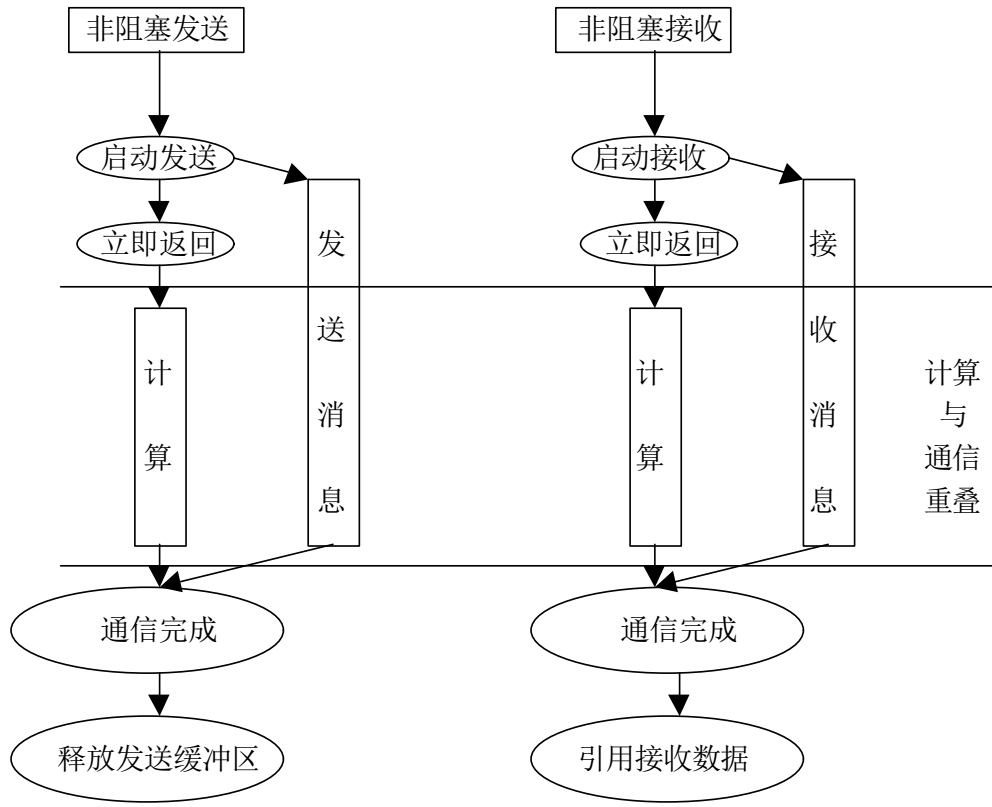 非阻塞发送
非阻塞接收
启动发送
启动接收
立即返回
立即返回
发
送
消
息
接
收
消
息
计
算
计
算
计算
与
通信
重叠
通信完成
通信完成
释放发送缓冲区
引用接收数据